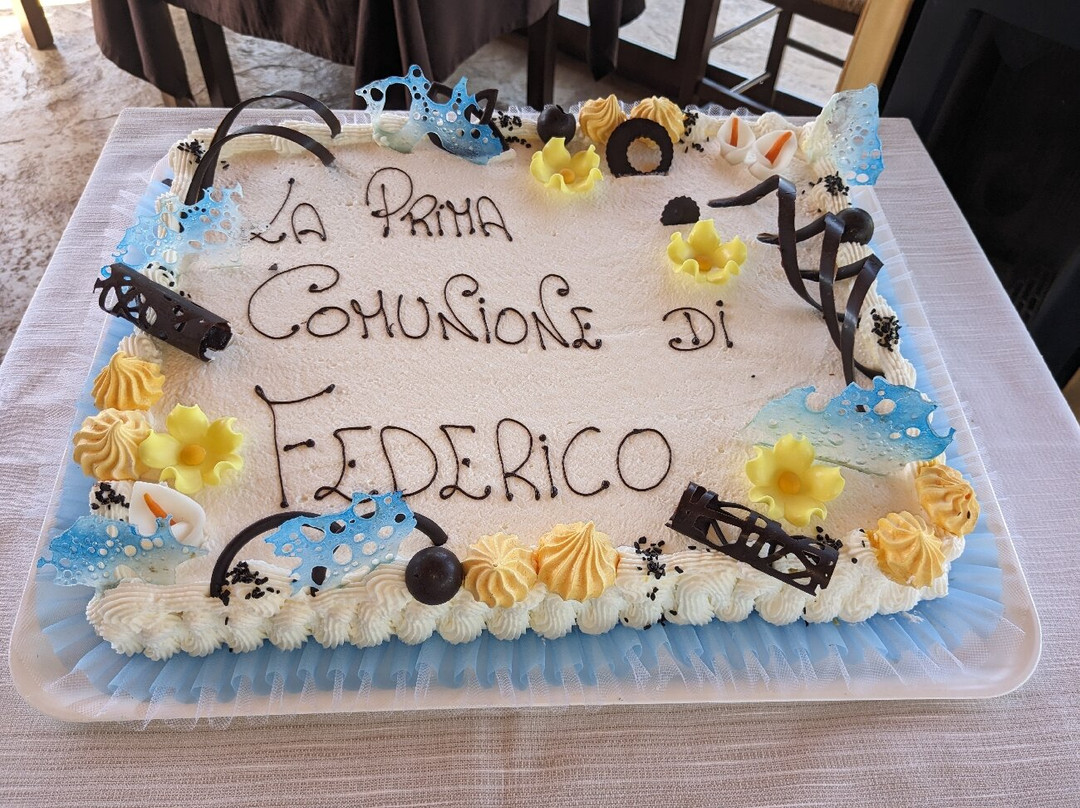 La Prima
Comunione di
Federico